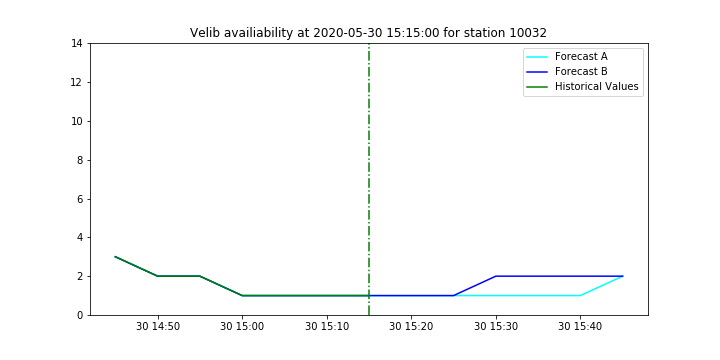 Velib availiability at 2020-05-30 15:15:00 for station 10032
Forecast A
Forecast B
Historical Values
14
12
10
8
6
4
2
0
30 14:50 30 15:00 30 15:10 30 15:20 30 15:30 30 15:40